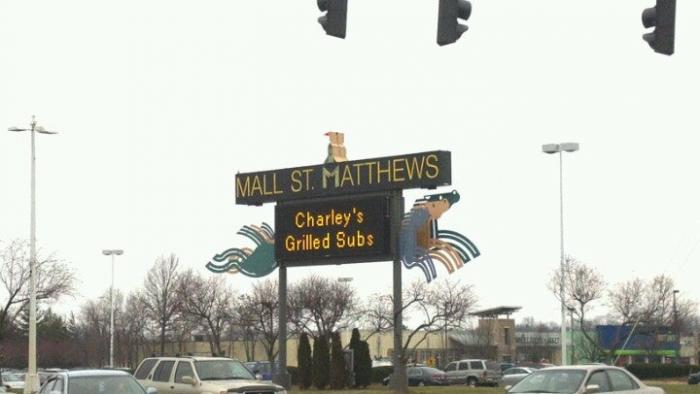 MALL ST. MATTHEWS
Charley's
Grilled Subs